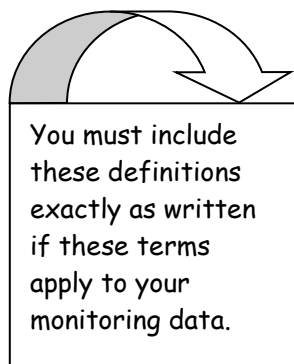 You must include
these definitions
exactly as written
if these terms
apply to your
monitoring data.